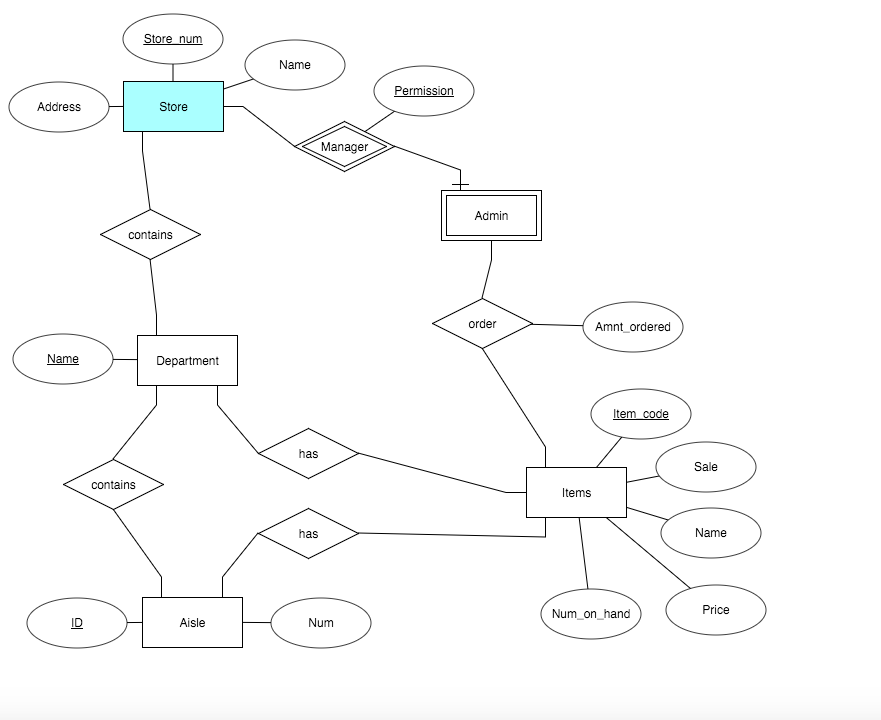 Store_num
Name
Address
Store
Permission
Manager
Admin
contains
order
Amnt_ordered
Name
Department
Item_code
has
Sale
contains
Items
has
Name
Price
Num_on_hand
ID
Aisle
Num